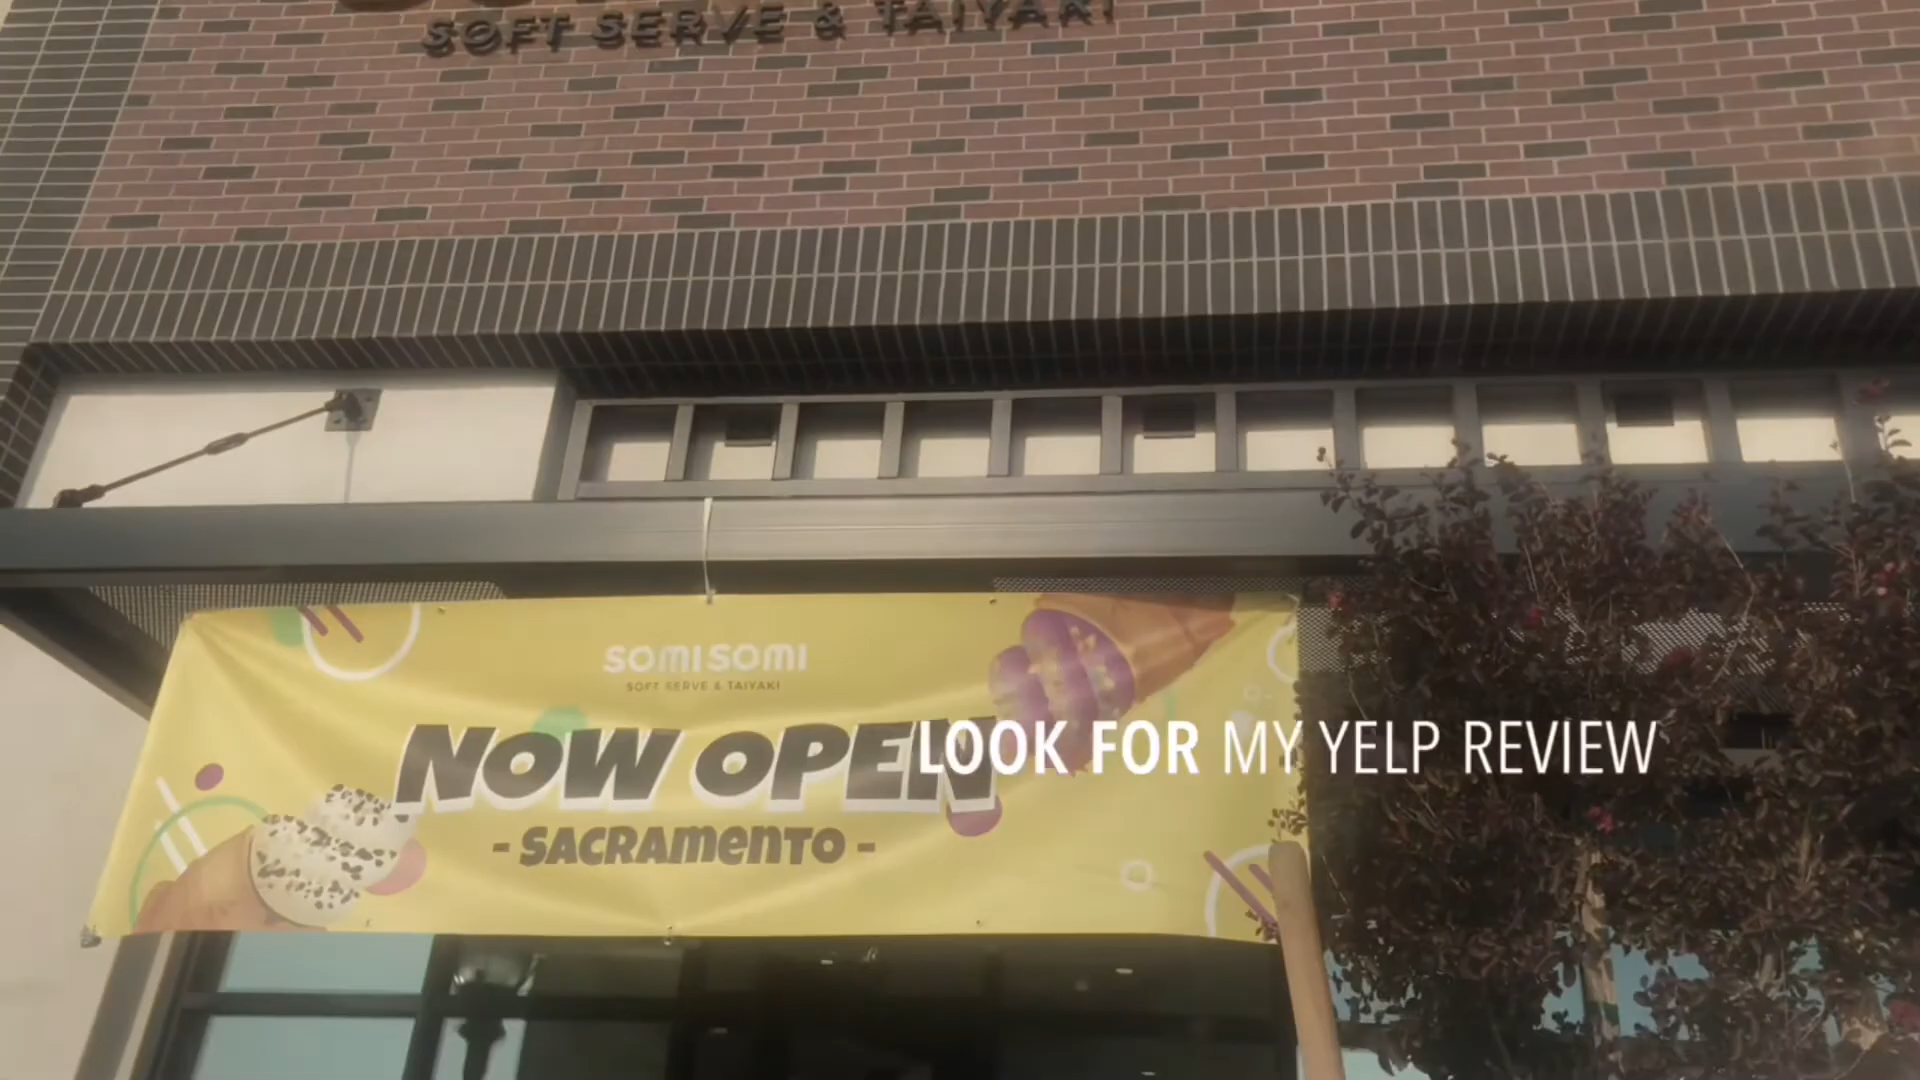 SOFT SERVE & TAIYAKI
SOMISOMI
SOFT SERVE & TAIYAKI
NOW OPEN
LOOK FOR MY YELP REVIEW
- SACRAMENTO -